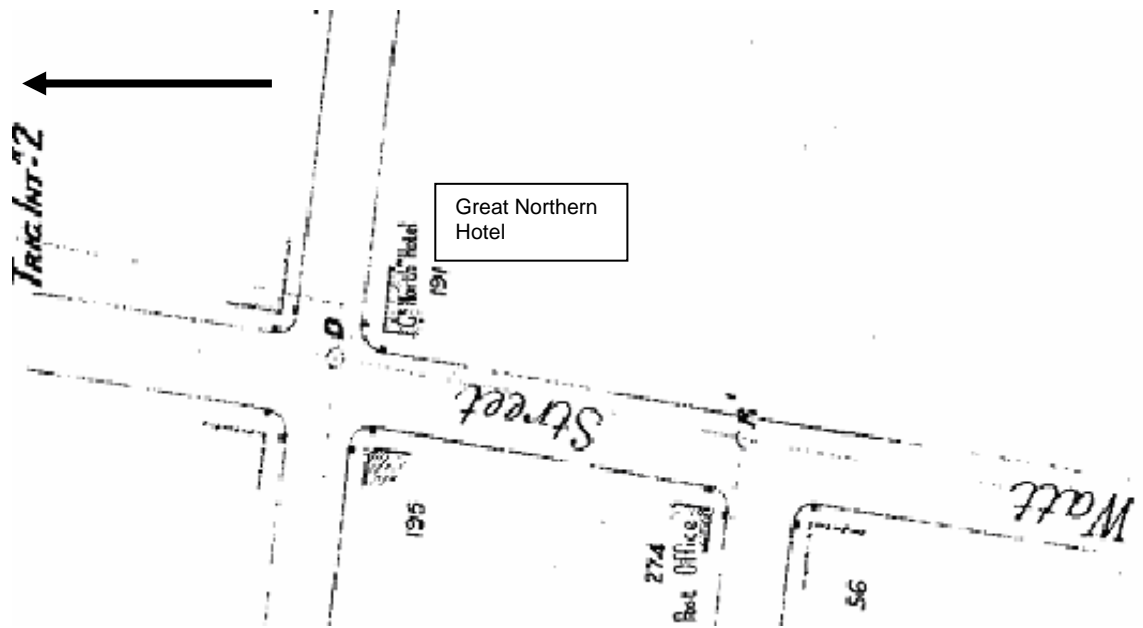 TRIG. INT. "2
Great Northern
Hotel
Gt North" Hotel
191
D
Street
K
Watt
195
274
Post Office
56